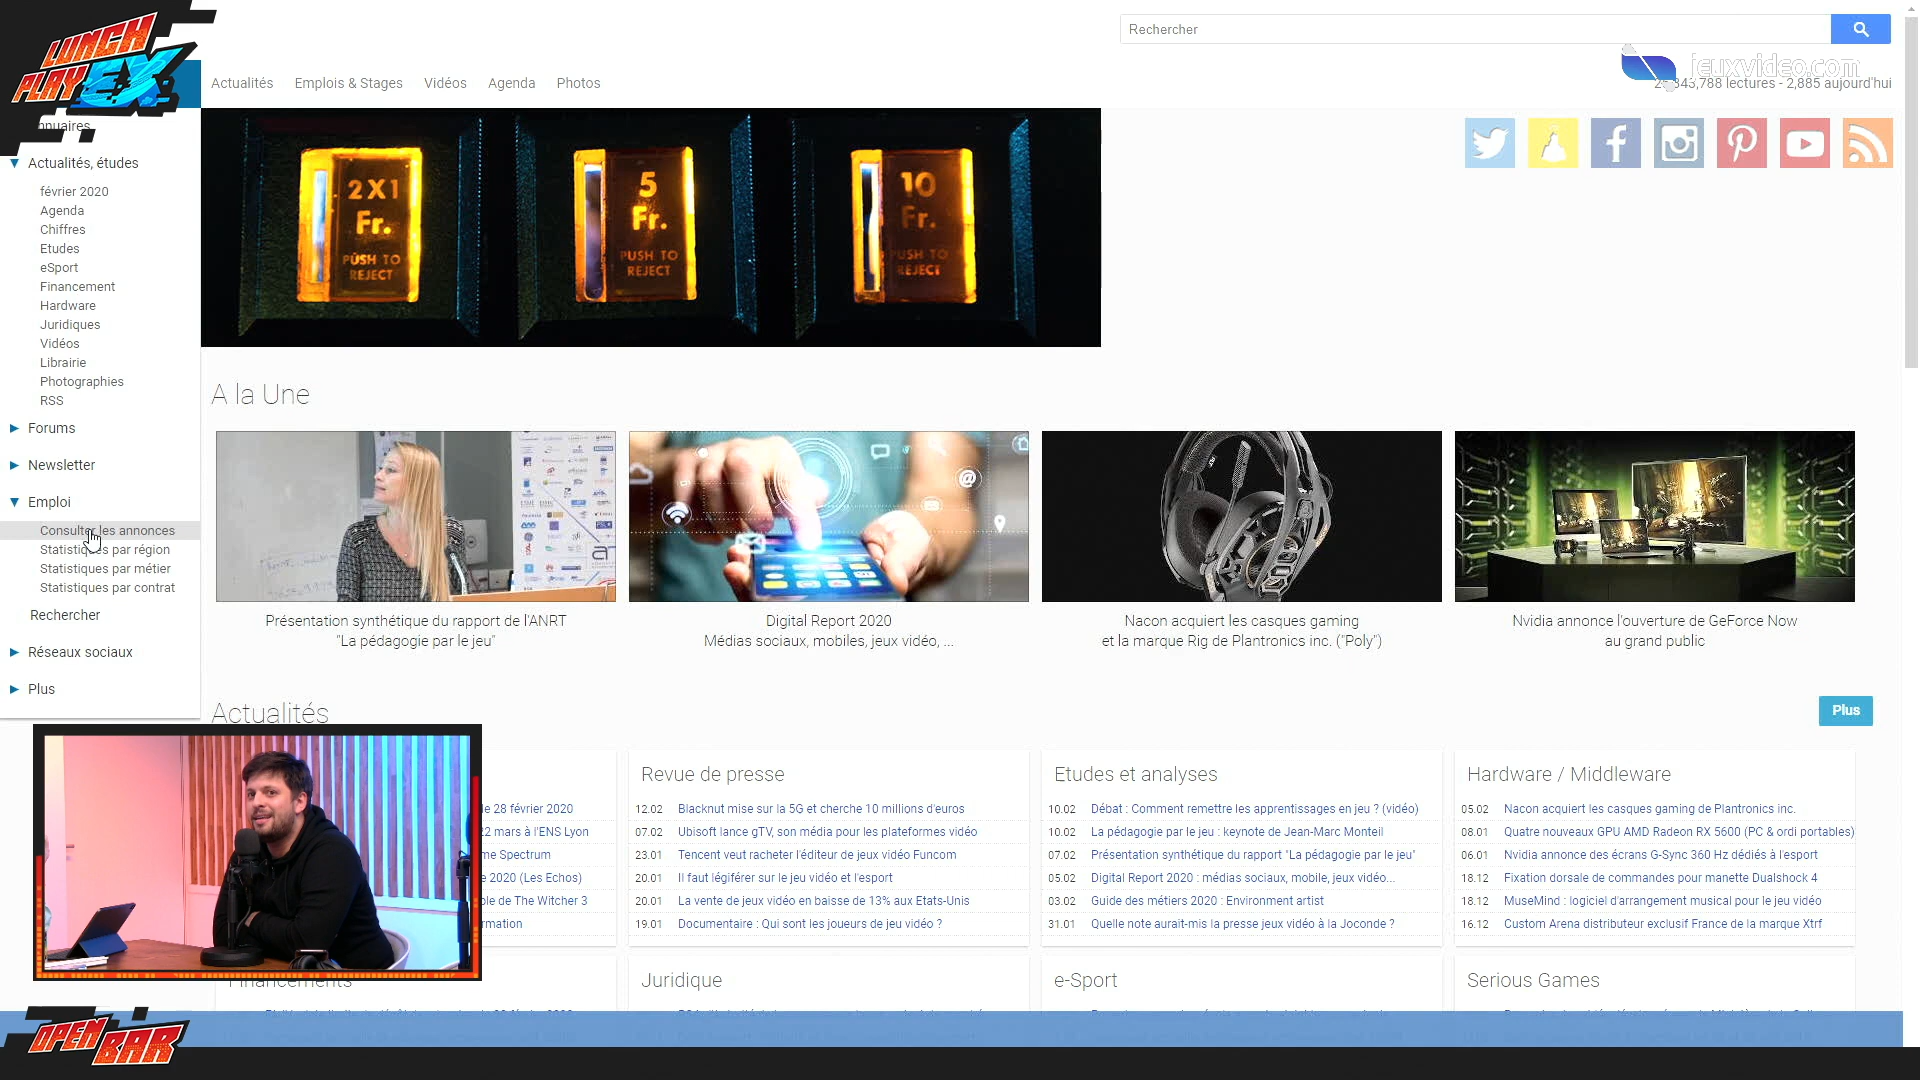 LUNCH
PLAY EX
Rechercher
jeuxvideo.com
Actualités
Emplois & Stages
Vidéos
Agenda
Photos
lectures - 2,885 aujourd'hui
Actualités, études
février 2020
Agenda
Chiffres
Etudes
eSport
Financement
Hardware
Juridiques
Vidéos
Librairie
Photographies
RSS
Forums
Newsletter
Emploi
Consulter les annonces
Statistiques par région
Statistiques par métier
Statistiques par contrat
Rechercher
Réseaux sociaux
Plus
2X1
Fr.
PUSH TO
REJECT
5
Fr.
PUSH TO
REJECT
10
Fr.
PUSH TO
REJECT
A la Une
Présentation synthétique du rapport de l'ANRT
"La pédagogie par le jeu"
Digital Report 2020
Médias sociaux, mobiles, jeux vidéo, ...
Nacon acquiert les casques gaming
et la marque Rig de Plantronics inc. ("Poly")
Nvidia annonce l'ouverture de GeForce Now
au grand public
Actualités
Plus
28 février 2020
22 mars à l'ENS Lyon
Spectrum
2020 (Les Echos)
de The Witcher 3
Revue de presse
12.02 Blacknut mise sur la 5G et cherche 10 millions d'euros
07.02 Ubisoft lance gTV, son média pour les plateformes vidéo
23.01 Tencent veut racheter l'éditeur de jeux vidéo Funcom
20.01 Il faut légiférer sur le jeu vidéo et l'esport
20.01 La vente de jeux vidéo en baisse de 13% aux Etats-Unis
19.01 Documentaire : Qui sont les joueurs de jeu vidéo ?
Etudes et analyses
10.02 Débat : Comment remettre les apprentissages en jeu ? (vidéo)
10.02 La pédagogie par le jeu : keynote de Jean-Marc Monteil
07.02 Présentation synthétique du rapport "La pédagogie par le jeu"
05.02 Digital Report 2020 : médias sociaux, mobile, jeux vidéo...
03.02 Guide des métiers 2020 : Environment artist
31.01 Quelle note aurait-mis la presse jeux vidéo à la Joconde ?
Hardware / Middleware
05.02 Nacon acquiert les casques gaming de Plantronics inc.
08.01 Quatre nouveaux GPU AMD Radeon RX 5600 (PC & ordi portables)
06.01 Nvidia annonce des écrans G-Sync 360 Hz dédiés à l'esport
18.12 Fixation dorsale de commandes pour manette Dualshock 4
18.12 MuseMind : logiciel d'arrangement musical pour le jeu vidéo
16.12 Custom Arena distributeur exclusif France de la marque Xtrf
Financements
Juridique
e-Sport
Serious Games
OPEN BAR